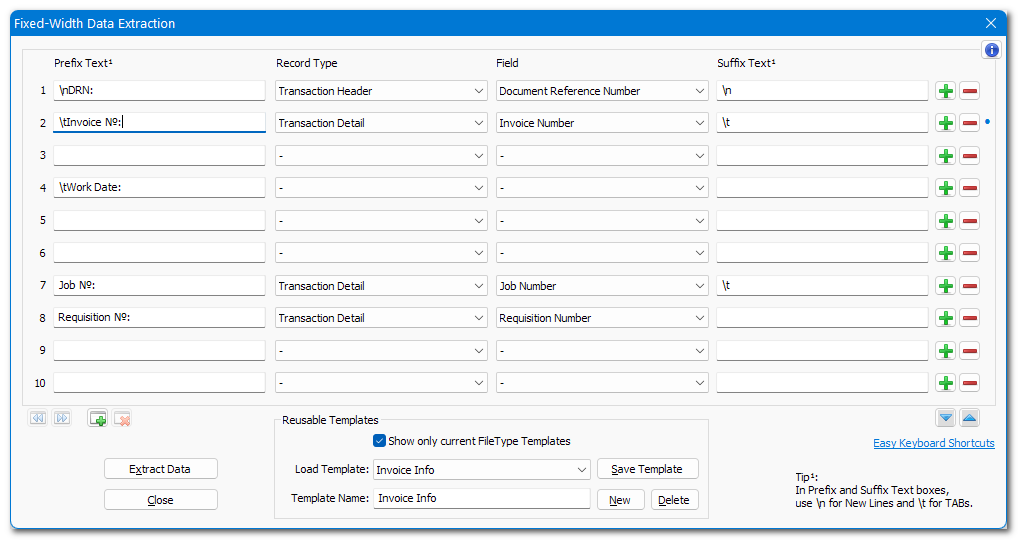 Fixed-Width Data Extraction
Prefix Text¹ Record Type Field Suffix Text¹
1 \nDRN: Transaction Header Document Reference Number \n
2 \tInvoice Nº: Transaction Detail Invoice Number \t
3 - -
4 \tWork Date: - -
5 - -
6 - -
7 Job Nº: Transaction Detail Job Number \t
8 Requisition Nº: Transaction Detail Requisition Number
9 - -
10 - -
Reusable Templates
Show only current FileType Templates
Easy Keyboard Shortcuts
Extract Data
Load Template: Invoice Info Save Template
Close
Template Name: Invoice Info New Delete
Tip¹:
In Prefix and Suffix Text boxes,
use \n for New Lines and \t for TABs.